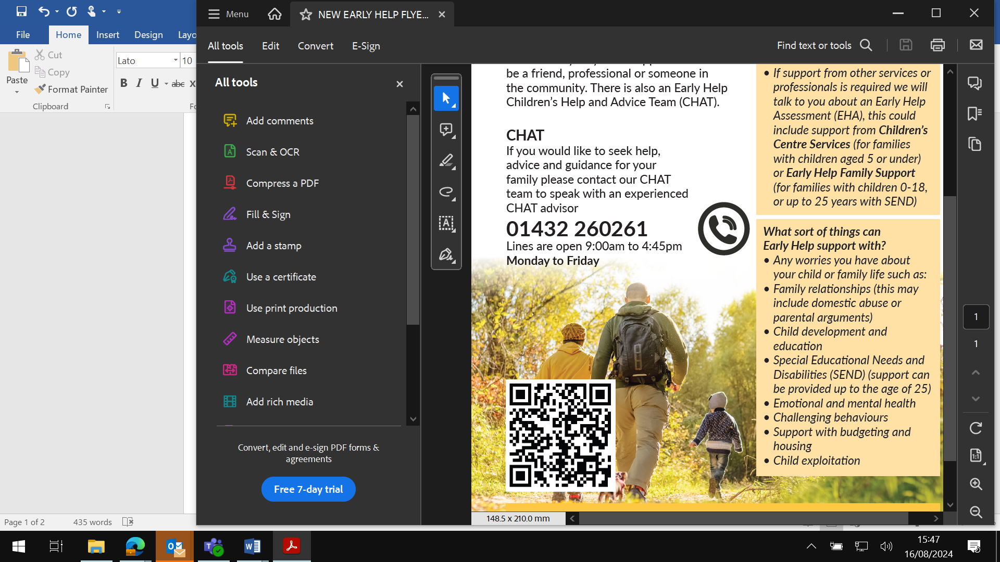 File
Home
Insert
Design
Layo
Cut
Copy
Format Painter
Paste
Clipboard
Lato
10
B I U abc X
Fo
Page 1 of 2
435 words
Menu
NEW EARLY HELP FLYE...
All tools
Edit
Convert
E-Sign
Find text or tools
All tools
Add comments
Scan & OCR
Compress a PDF
Fill & Sign
Add a stamp
Use a certificate
Use print production
Measure objects
Compare files
Add rich media
Convert, edit and e-sign PDF forms &
agreements
Free 7-day trial
be a friend, professional or someone in
the community. There is also an Early Help
Children's Help and Advice Team (CHAT).
CHAT
If you would like to seek help,
advice and guidance for your
family please contact our CHAT
team to speak with an experienced
CHAT advisor
01432 260261
Lines are open 9:00am to 4:45pm
Monday to Friday
• If support from other services or
professionals is required we will
talk to you about an Early Help
Assessment (EHA), this could
include support from Children's
Centre Services (for families
with children aged 5 or under)
or Early Help Family Support
(for families with children 0-18,
or up to 25 years with SEND)
What sort of things can
Early Help support with?
• Any worries you have about
your child or family life such as:
• Family relationships (this may
include domestic abuse or
parental arguments)
• Child development and
education
• Special Educational Needs and
Disabilities (SEND) (support can
be provided up to the age of 25)
• Emotional and mental health
• Challenging behaviours
• Support with budgeting and
housing
• Child exploitation
148.5 x 210.0 mm
1
1
1:1
15:47
16/08/2024